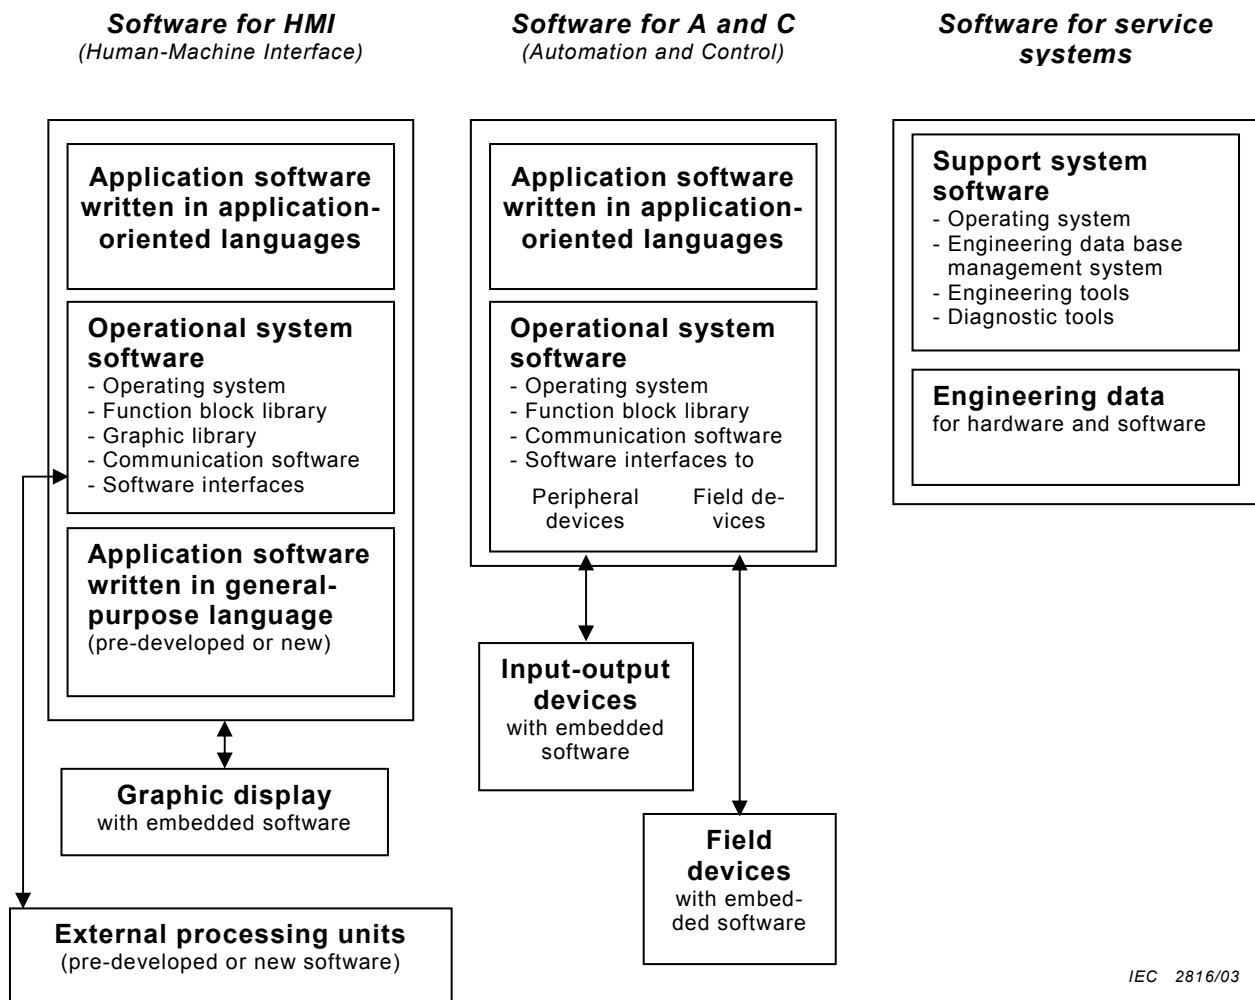 Software for HMI
(Human-Machine Interface)
Software for A and C
(Automation and Control)
Software for service
systems
Application software
written in application-
oriented languages
Operational system
software
- Operating system
- Function block library
- Graphic library
- Communication software
- Software interfaces
Application software
written in general-
purpose language
(pre-developed or new)
Graphic display
with embedded software
External processing units
(pre-developed or new software)
Application software
written in application-
oriented languages
Operational system
software
- Operating system
- Function block library
- Communication software
- Software interfaces to
Peripheral
devices
Field de-
vices
Input-output
devices
with embedded
software
Field
devices
with embed-
ded software
Support system
software
- Operating system
- Engineering data base
management system
- Engineering tools
- Diagnostic tools
Engineering data
for hardware and software
IEC 2816/03